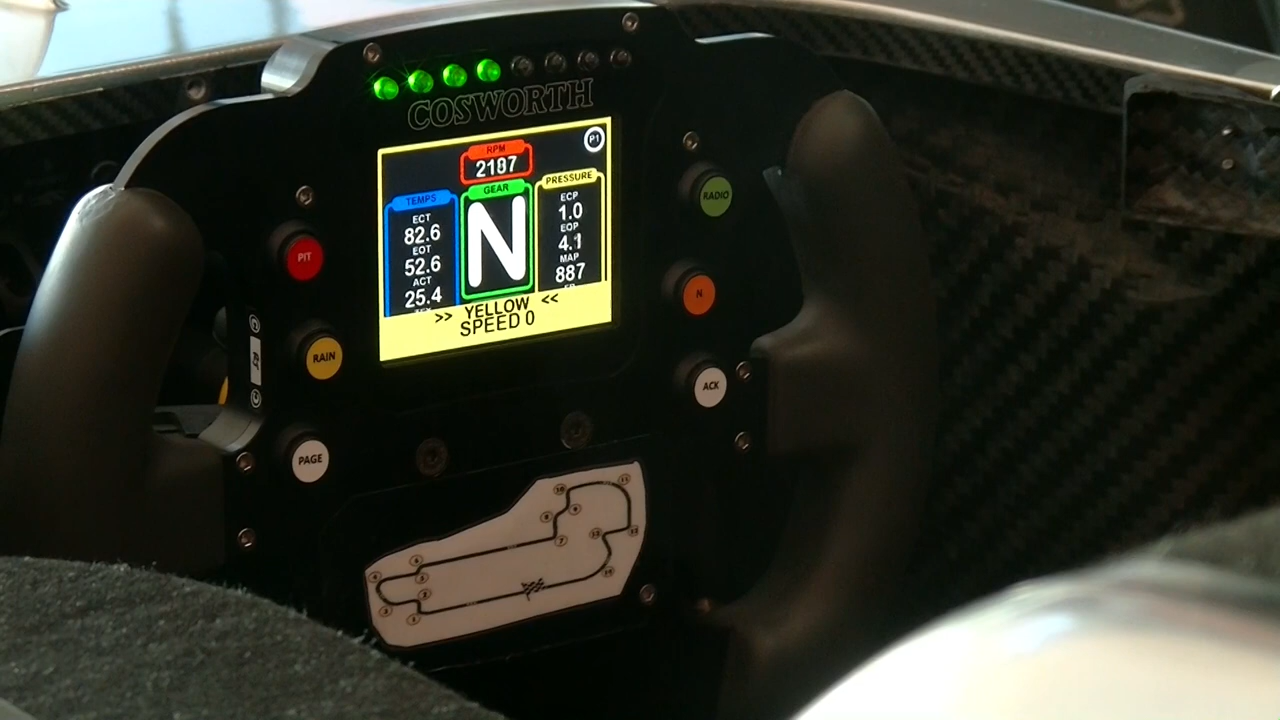 COSWORTH
P1
RPM
2187
TEMPS
GEAR
PRESSURE
ECT
82.6
EOT
52.6
ACT
25.4
N
ECP
1.0
EOP
4.1
MAP
887
>> YELLOW <<
SPEED 0
PIT
RAIN
PAGE
RADIO
N
ACK